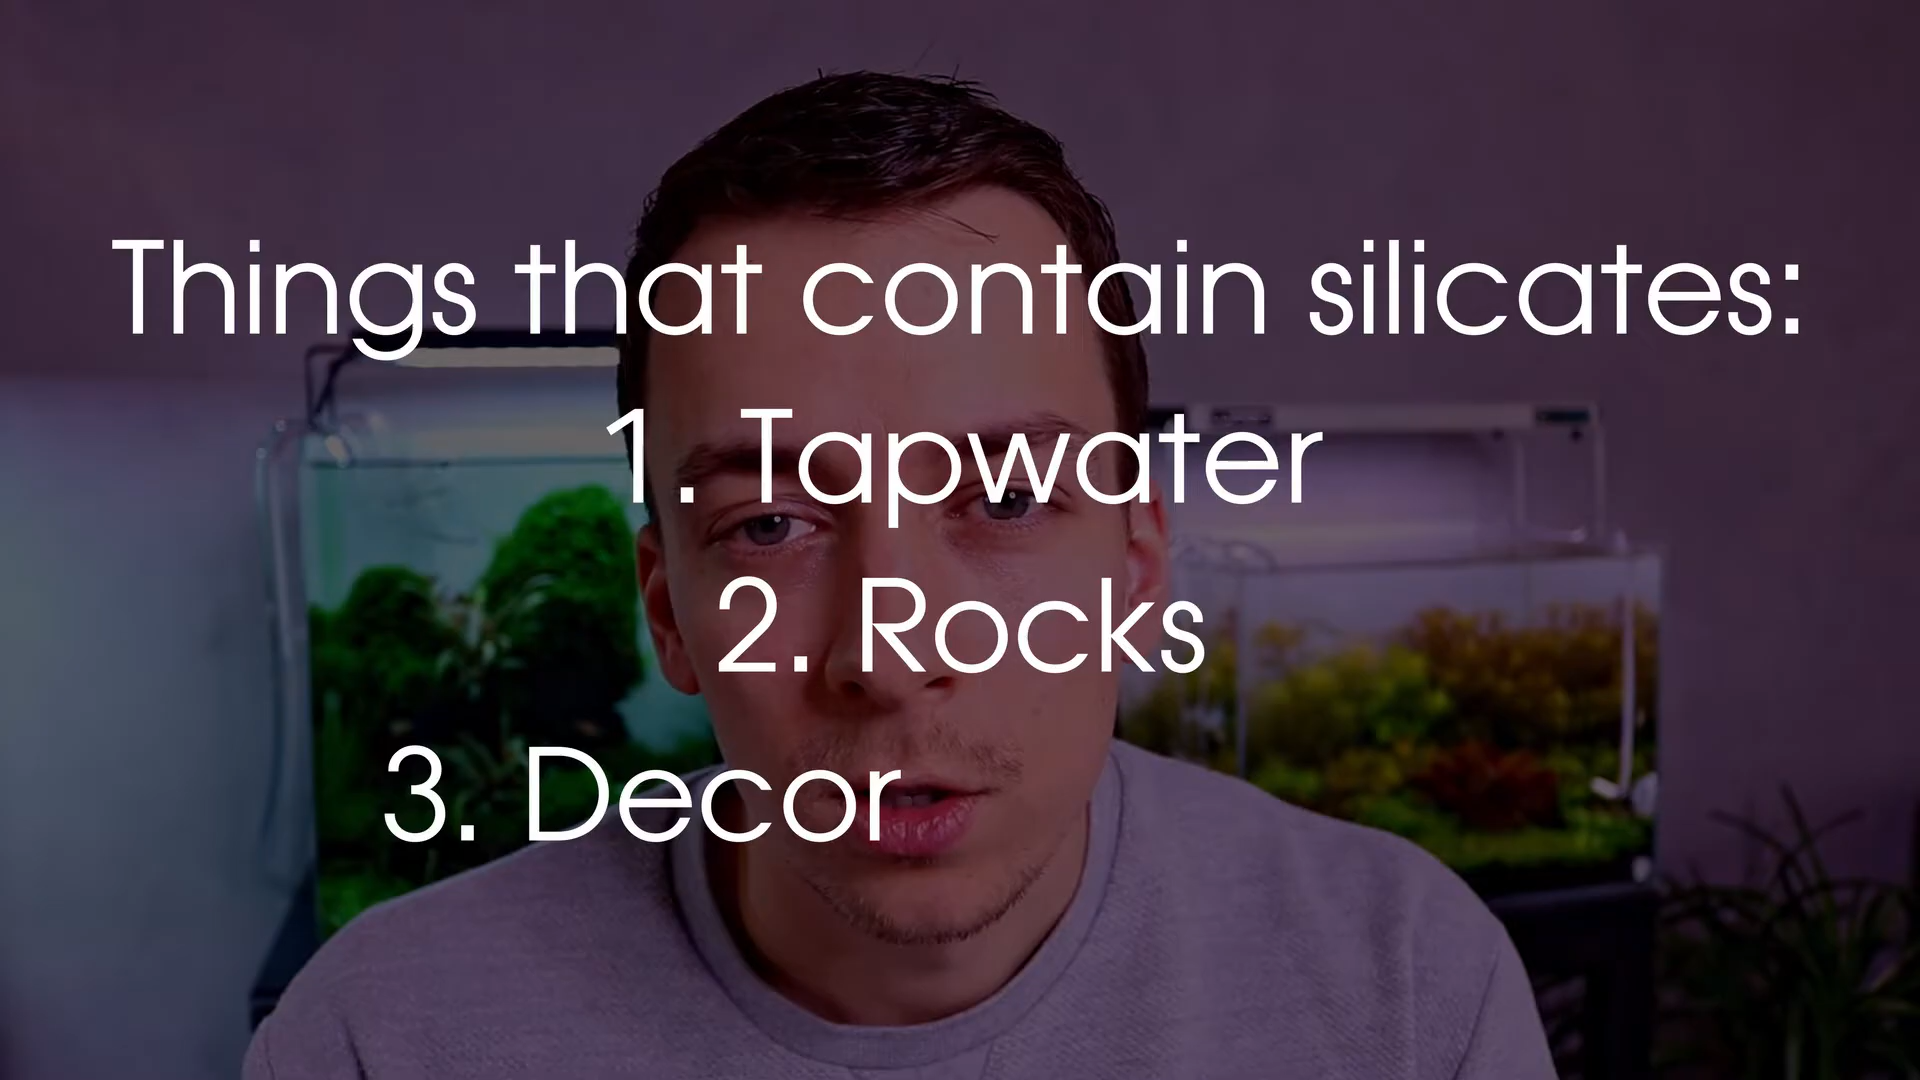 Things that contain silicates:
1. Tapwater
2. Rocks
3. Decor